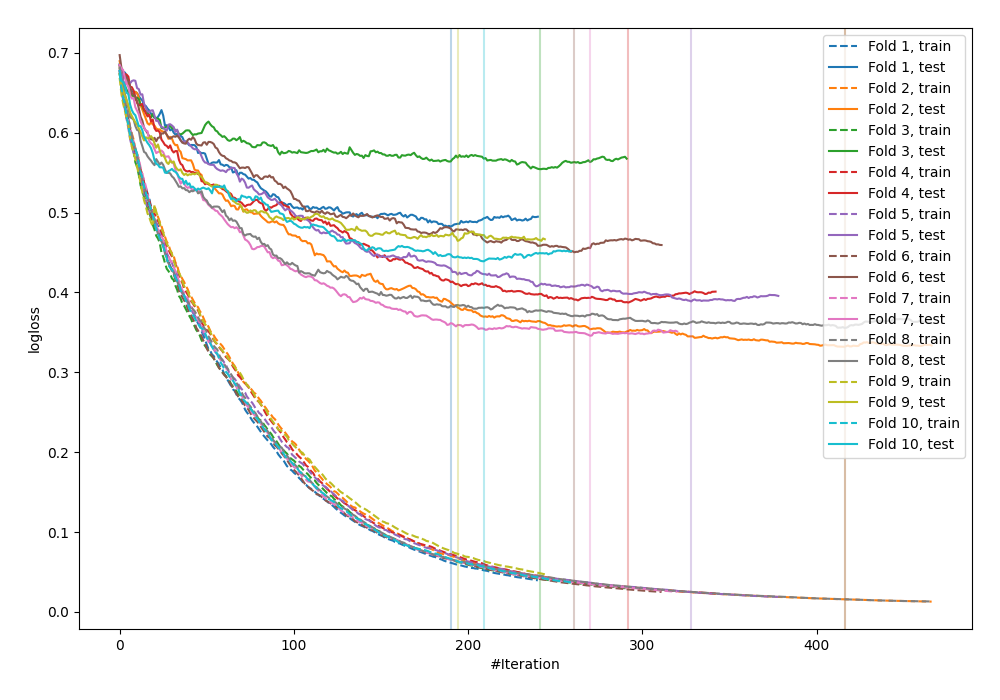 0.7
0.6
0.5
0.4
0.3
0.2
0.1
0.0
logloss
0
100
200
300
400
#Iteration
Fold 1, train
Fold 1, test
Fold 2, train
Fold 2, test
Fold 3, train
Fold 3, test
Fold 4, train
Fold 4, test
Fold 5, train
Fold 5, test
Fold 6, train
Fold 6, test
Fold 7, train
Fold 7, test
Fold 8, train
Fold 8, test
Fold 9, train
Fold 9, test
Fold 10, train
Fold 10, test